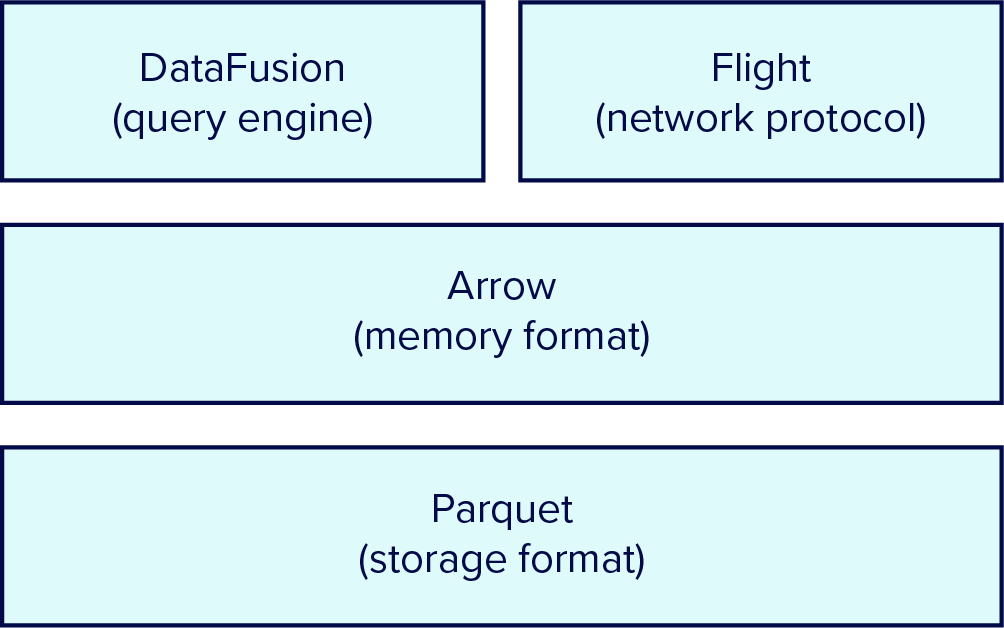 DataFusion
(query engine)
Flight
(network protocol)
Arrow
(memory format)
Parquet
(storage format)